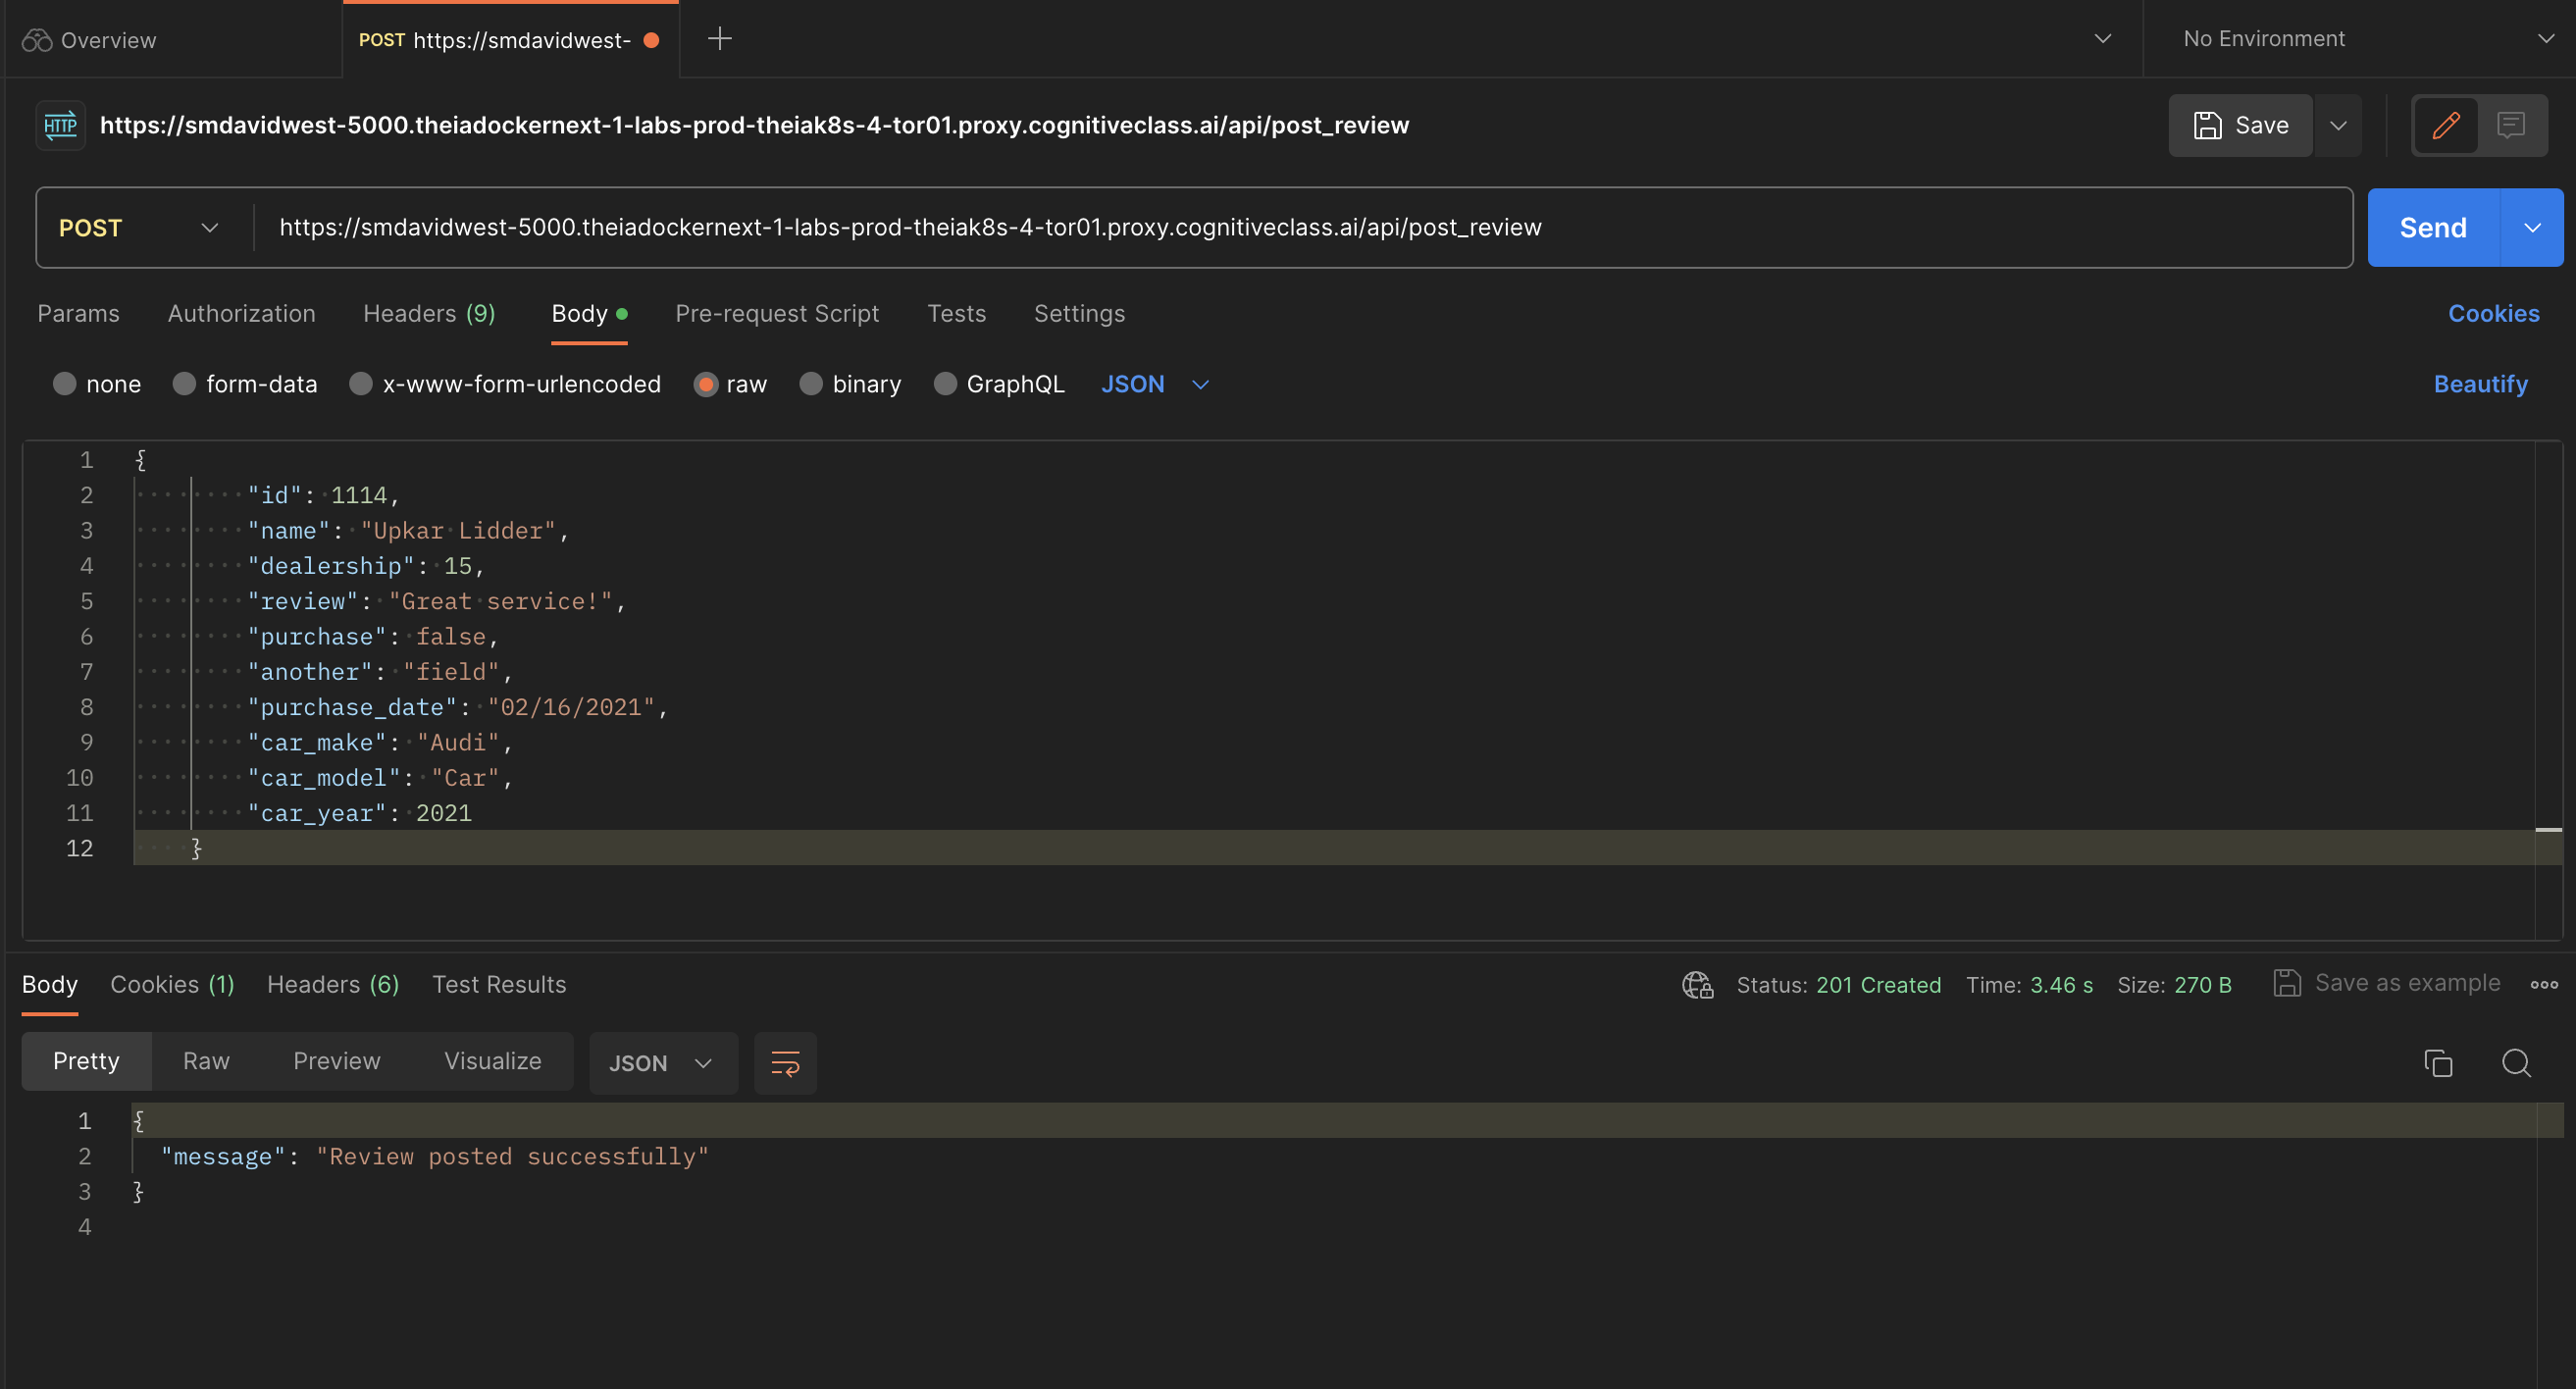 Overview
POST https://smdavidwest-
No Environment
HTTP https://smdavidwest-5000.theiadockernext-1-labs-prod-theiak8s-4-tor01.proxy.cognitiveclass.ai/api/post_review
Save
POST https://smdavidwest-5000.theiadockernext-1-labs-prod-theiak8s-4-tor01.proxy.cognitiveclass.ai/api/post_review
Send
Params Authorization Headers (9) Body Pre-request Script Tests Settings Cookies
none form-data x-www-form-urlencoded raw binary GraphQL JSON Beautify
1 {
2 "id": 1114,
3 "name": "Upkar Lidder",
4 "dealership": 15,
5 "review": "Great service!",
6 "purchase": false,
7 "another": "field",
8 "purchase_date": "02/16/2021",
9 "car_make": "Audi",
10 "car_model": "Car",
11 "car_year": 2021
12 }
Body Cookies (1) Headers (6) Test Results Status: 201 Created Time: 3.46 s Size: 270 B Save as example
Pretty Raw Preview Visualize JSON
1 {
2 "message": "Review posted successfully"
3 }
4